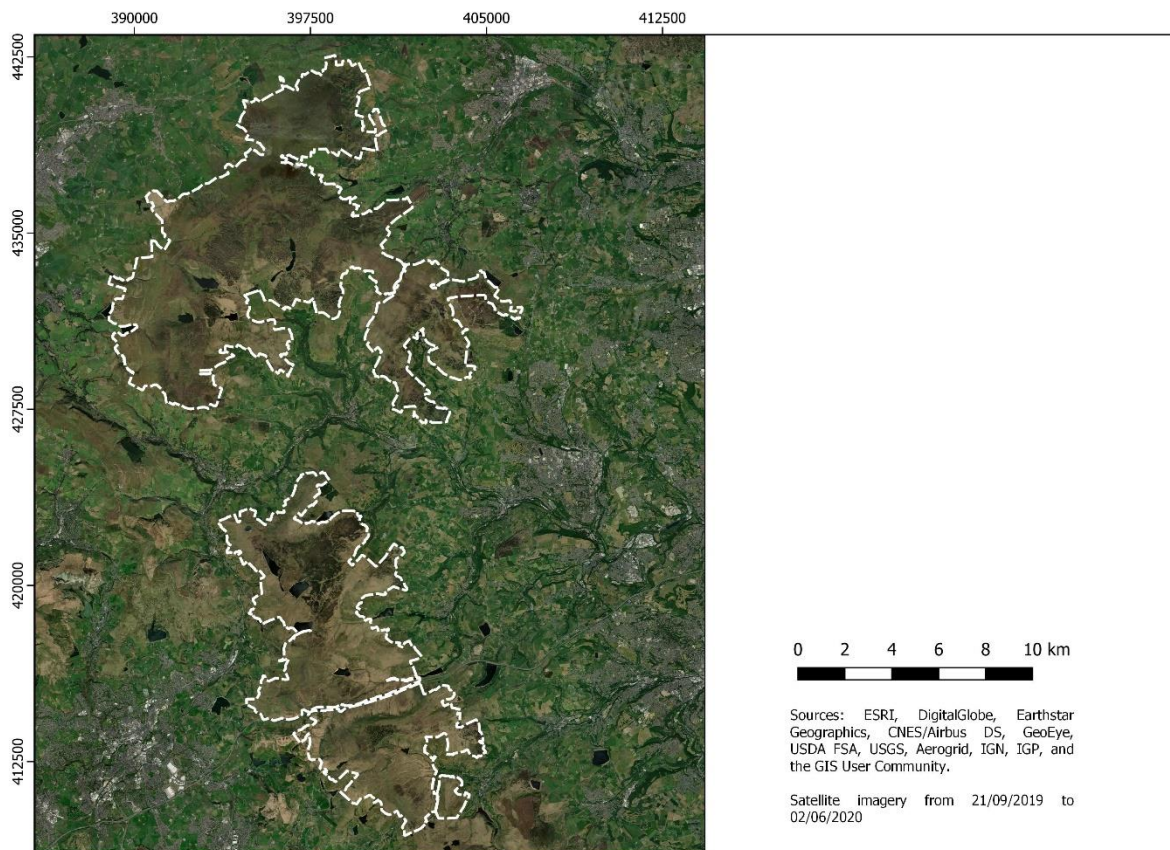 390000 397500 405000 412500
442500
435000
427500
420000
412500
0 2 4 6 8 10 km
Sources: ESRI, DigitalGlobe, Earthstar
Geographics, CNES/Airbus DS, GeoEye,
USDA FSA, USGS, Aerogrid, IGN, IGP, and
the GIS User Community.
Satellite imagery from 21/09/2019 to
02/06/2020